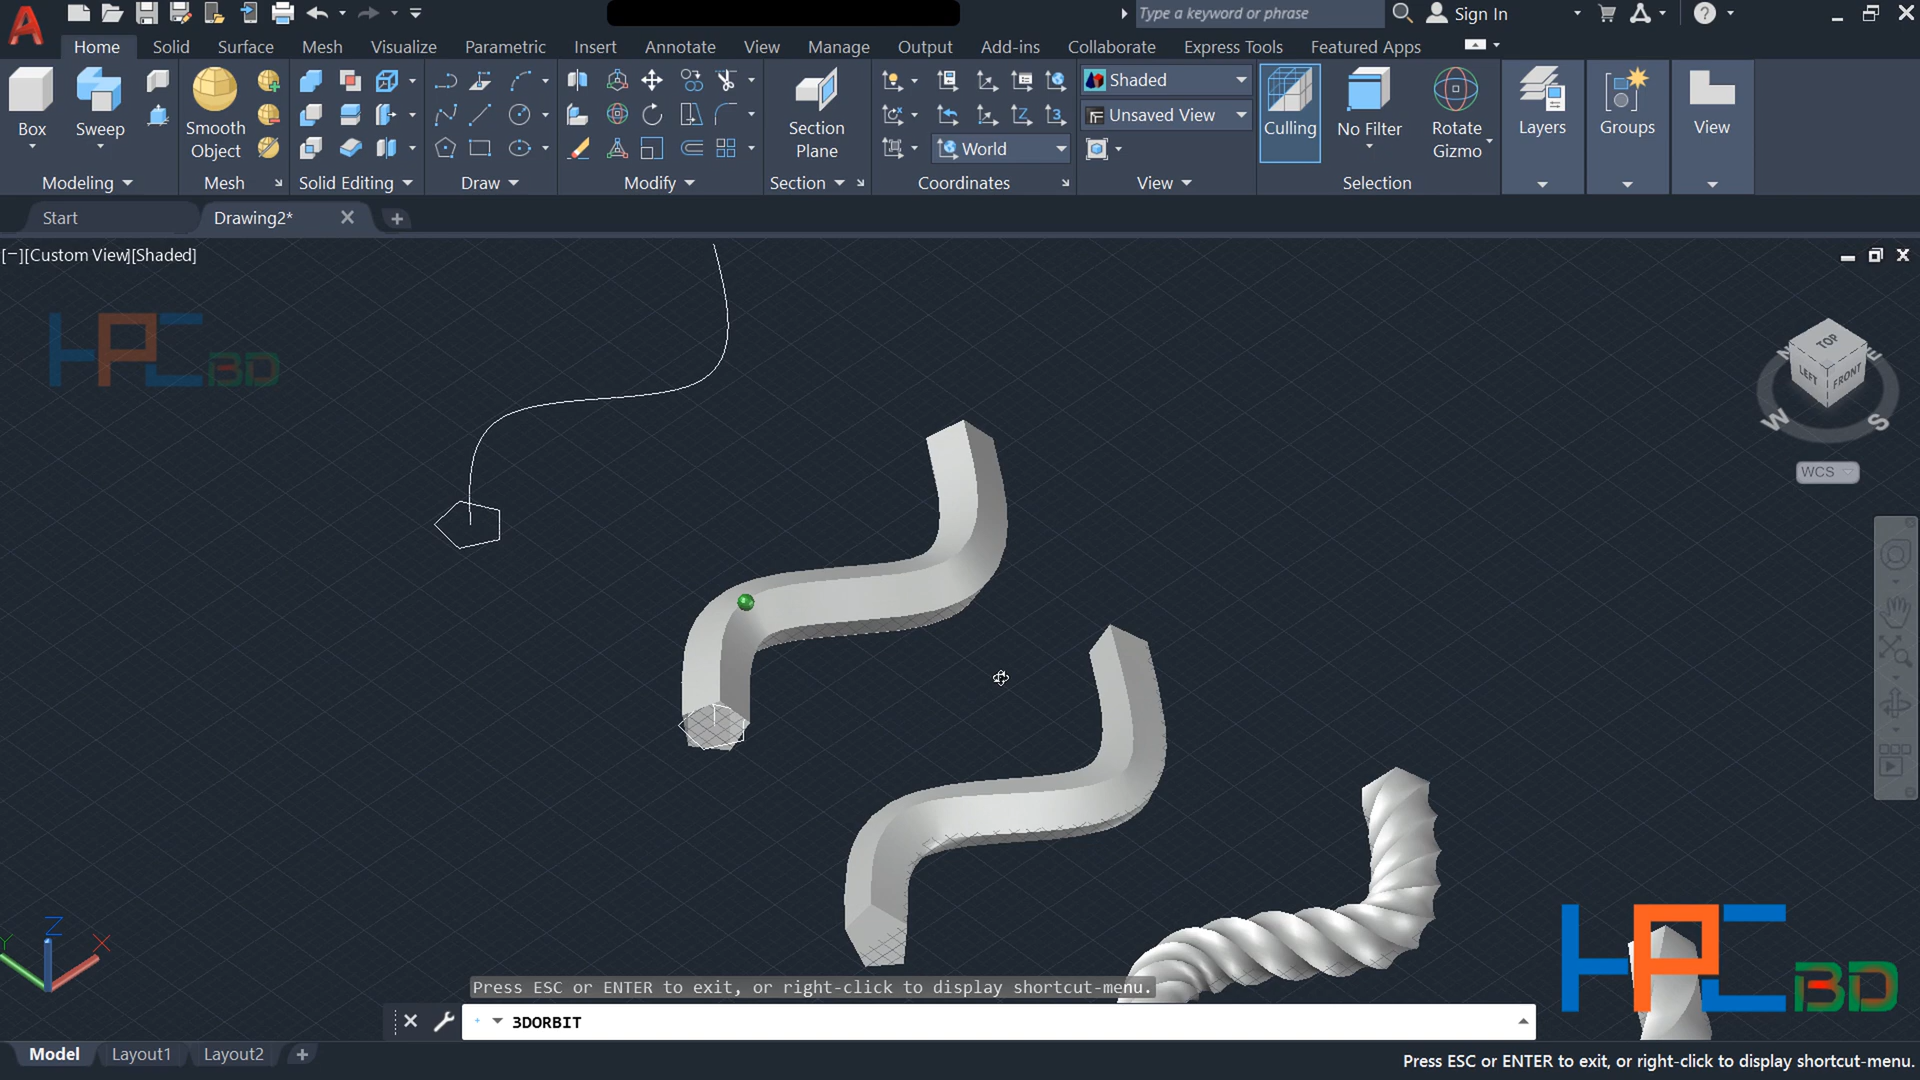 Type a keyword or phrase
Sign In
Home Solid Surface Mesh Visualize Parametric Insert Annotate View Manage Output Add-ins Collaborate Express Tools Featured Apps
Box
Sweep
Smooth
Object
Section
Plane
Shaded
Unsaved View
World
Culling
No Filter
Rotate
Gizmo
Layers
Groups
View
Modeling
Mesh
Solid Editing
Draw
Modify
Section
Coordinates
View
Selection
Start
Drawing2*
[−][Custom View][Shaded]
HPC BD
TOP
LEFT
FRONT
N
E
W
S
WCS
Z
X
Y
HPC BD
Press ESC or ENTER to exit, or right-click to display shortcut-menu.
3DORBIT
Model Layout1 Layout2
Press ESC or ENTER to exit, or right-click to display shortcut-menu.